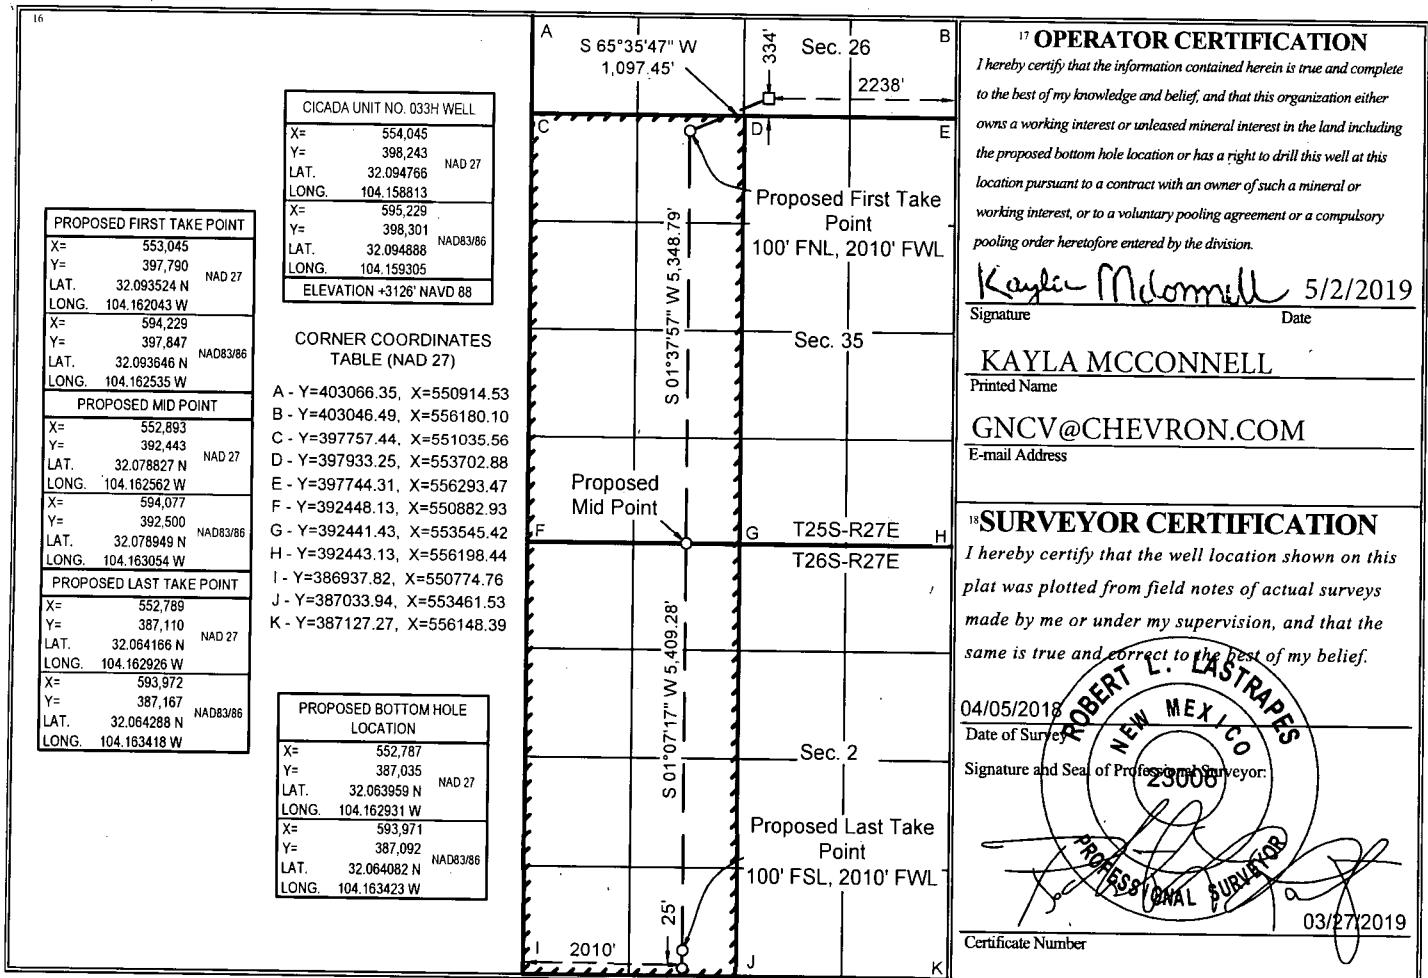 16
PROPOSED FIRST TAKE POINT
X= 553,045
Y= 397,790
NAD 27
LAT. 32.093524 N
LONG. 104.162043 W
X= 594,229
Y= 397,847
NAD83/86
LAT. 32.093646 N
LONG. 104.162535 W
PROPOSED MID POINT
X= 552,893
Y= 392,443
NAD 27
LAT. 32.078827 N
LONG. 104.162562 W
X= 594,077
Y= 392,500
NAD83/86
LAT. 32.078949 N
LONG. 104.163054 W
PROPOSED LAST TAKE POINT
X= 552,789
Y= 387,110
NAD 27
LAT. 32.064166 N
LONG. 104.162926 W
X= 593,972
Y= 387,167
NAD83/86
LAT. 32.064288 N
LONG. 104.163418 W
CICADA UNIT NO. 033H WELL
X= 554,045
Y= 398,243
NAD 27
LAT. 32.094766
LONG. 104.158813
X= 595,229
Y= 398,301
NAD83/86
LAT. 32.094888
LONG. 104.159305
ELEVATION +3126' NAVD 88
CORNER COORDINATES
TABLE (NAD 27)
A - Y=403066.35, X=550914.53
B - Y=403046.49, X=556180.10
C - Y=397757.44, X=551035.56
D - Y=397933.25, X=553702.88
E - Y=397744.31, X=556293.47
F - Y=392448.13, X=550882.93
G - Y=392441.43, X=553545.42
H - Y=392443.13, X=556198.44
I - Y=386937.82, X=550774.76
J - Y=387033.94, X=553461.53
K - Y=387127.27, X=556148.39
PROPOSED BOTTOM HOLE
LOCATION
X= 552,787
Y= 387,035
NAD 27
LAT. 32.063959 N
LONG. 104.162931 W
X= 593,971
Y= 387,092
NAD83/86
LAT. 32.064082 N
LONG. 104.163423 W
A
S 65°35'47" W
1,097.45'
334'
Sec. 26
B
2238'
C
D
E
Proposed First Take
Point
100' FNL, 2010' FWL
S 01°37'57" W 5,348.79'
Sec. 35
Proposed
Mid Point
F
G
T25S-R27E
H
T26S-R27E
S 01°07'17" W 5,409.28'
Sec. 2
Proposed Last Take
Point
100' FSL, 2010' FWL
25'
I
2010'
J
K
17 OPERATOR CERTIFICATION
I hereby certify that the information contained herein is true and complete
to the best of my knowledge and belief, and that this organization either
owns a working interest or unleased mineral interest in the land including
the proposed bottom hole location or has a right to drill this well at this
location pursuant to a contract with an owner of such a mineral or
working interest, or to a voluntary pooling agreement or a compulsory
pooling order heretofore entered by the division.
5/2/2019
Signature Date
KAYLA MCCONNELL
Printed Name
GNCV@CHEVRON.COM
E-mail Address
18 SURVEYOR CERTIFICATION
I hereby certify that the well location shown on this
plat was plotted from field notes of actual surveys
made by me or under my supervision, and that the
same is true and correct to the best of my belief.
04/05/2018
Date of Survey
Signature and Seal of Professional Surveyor:
ROBERT L. LASTRAPES
NEW MEXICO
23006
PROFESSIONAL SURVEYOR
03/27/2019
Certificate Number